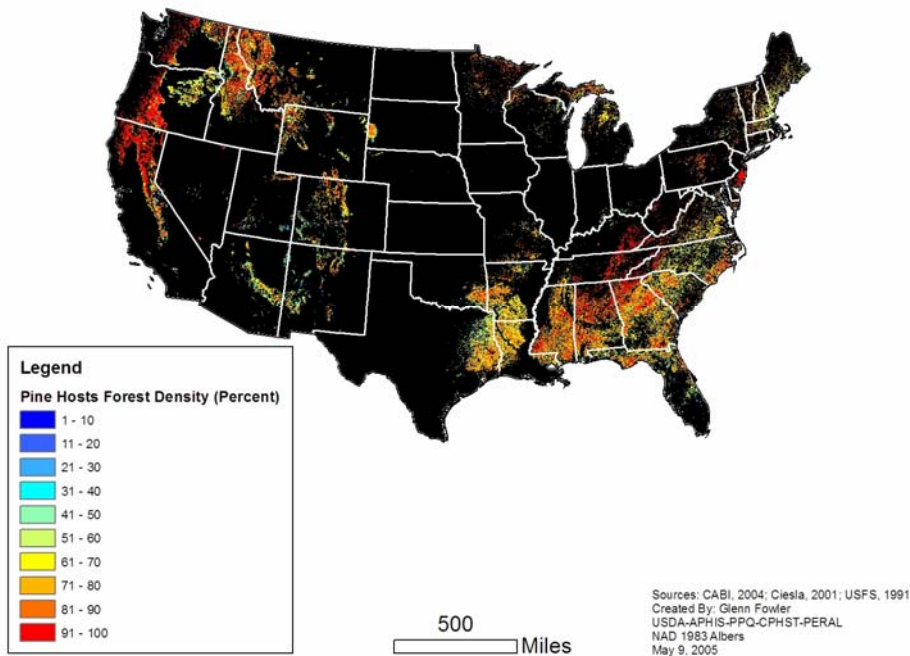 Legend
Pine Hosts Forest Density (Percent)
1 - 10
11 - 20
21 - 30
31 - 40
41 - 50
51 - 60
61 - 70
71 - 80
81 - 90
91 - 100
500
Miles
Sources: CABI, 2004; Ciesla, 2001; USFS, 1991
Created By: Glenn Fowler
USDA-APHIS-PPQ-CPHST-PERAL
NAD 1983 Albers
May 9, 2005